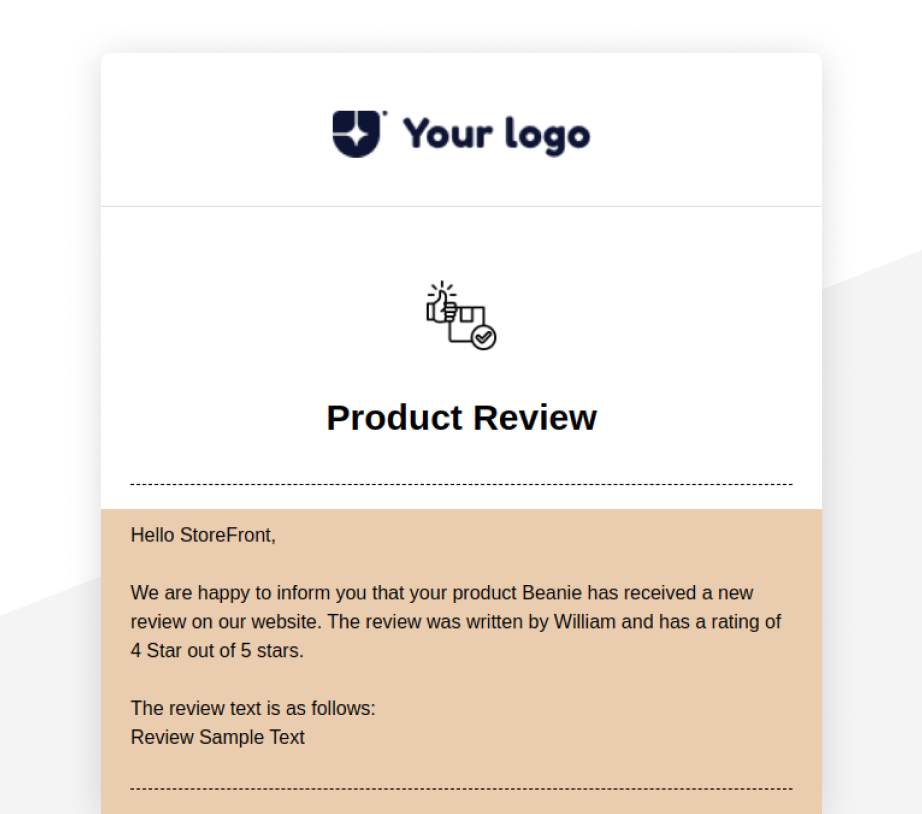 Your logo
Product Review
Hello StoreFront,
We are happy to inform you that your product Beanie has received a new
review on our website. The review was written by William and has a rating of
4 Star out of 5 stars.
The review text is as follows:
Review Sample Text